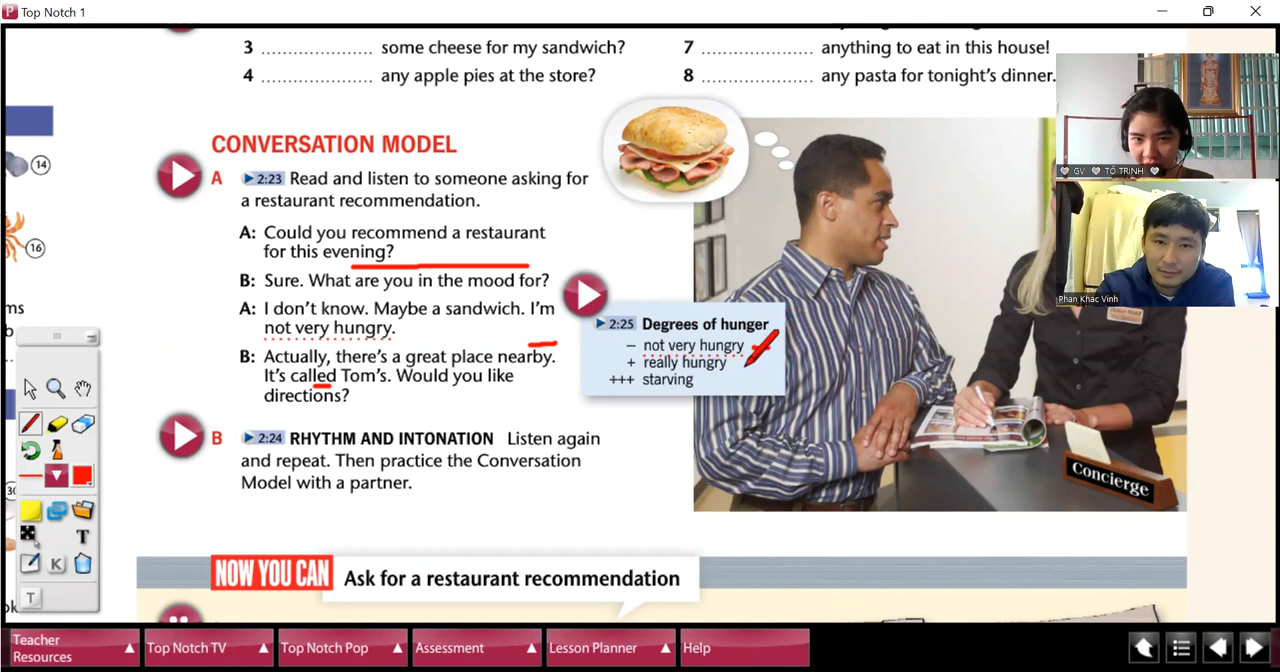 Top Notch 1
3 .................... some cheese for my sandwich?
4 .................... any apple pies at the store?
7 .................... anything to eat in this house!
8 .................... any pasta for tonight's dinner.
14
16
ms
CONVERSATION MODEL
A 2:23 Read and listen to someone asking for
a restaurant recommendation.
A: Could you recommend a restaurant
for this evening?
B: Sure. What are you in the mood for?
A: I don't know. Maybe a sandwich. I'm
not very hungry.
B: Actually, there's a great place nearby.
It's called Tom's. Would you like
directions?
2:25 Degrees of hunger
– not very hungry
+ really hungry
+++ starving
B 2:24 RHYTHM AND INTONATION Listen again
and repeat. Then practice the Conversation
Model with a partner.
Concierge
GV TỐ TRINH
Phan Khac Vinh
NOW YOU CAN Ask for a restaurant recommendation
T
K
T
Teacher
Resources
Top Notch TV
Top Notch Pop
Assessment
Lesson Planner
Help